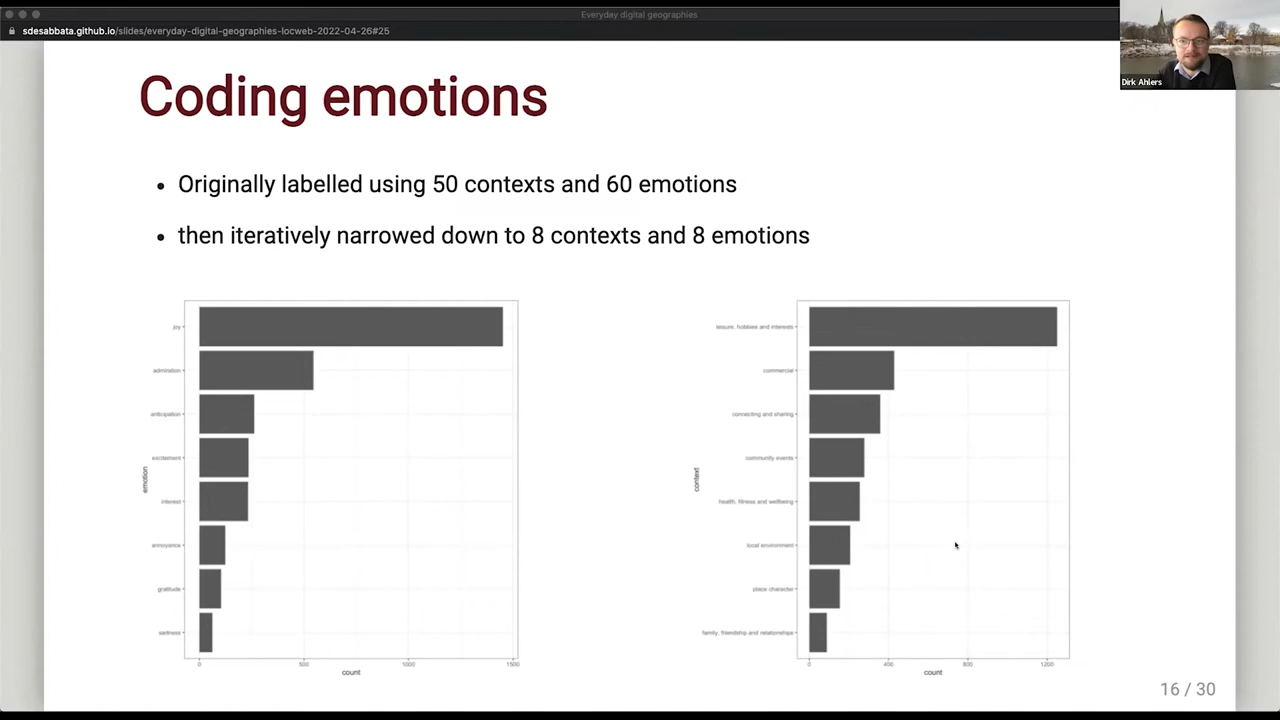 Everyday digital geographies
sdesabbata.github.io/slides/everyday-digital-geographies-locweb-2022-04-26#25
Dirk Ahlers
Coding emotions
• Originally labelled using 50 contexts and 60 emotions
• then iteratively narrowed down to 8 contexts and 8 emotions
emotion
joy
admiration
anticipation
excitement
interest
annoyance
gratitude
sadness
0 500 1000 1500
count
context
leisure, hobbies and interests
commercial
connecting and sharing
community events
health, fitness and wellbeing
local environment
place character
family, friendship and relationships
0 400 800 1200
count
16 / 30